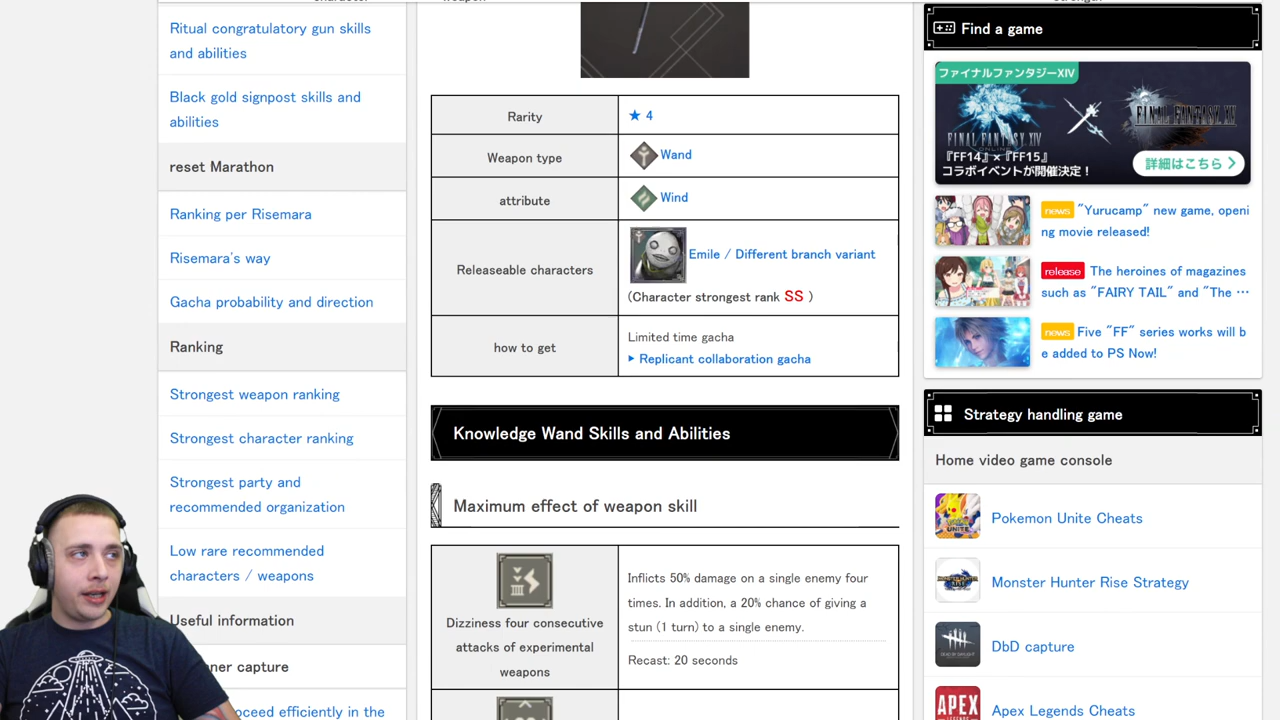 Ritual congratulatory gun skills
and abilities
Black gold signpost skills and
abilities
reset Marathon
Ranking per Risemara
Risemara's way
Gacha probability and direction
Ranking
Strongest weapon ranking
Strongest character ranking
Strongest party and
recommended organization
Low rare recommended
characters / weapons
Useful information
ner capture
oceed efficiently in the
Rarity
★ 4
Weapon type
Wand
attribute
Wind
Releaseable characters
Emile / Different branch variant
(Character strongest rank SS )
how to get
Limited time gacha
Replicant collaboration gacha
Knowledge Wand Skills and Abilities
Maximum effect of weapon skill
Dizziness four consecutive
attacks of experimental
weapons
Inflicts 50% damage on a single enemy four
times. In addition, a 20% chance of giving a
stun (1 turn) to a single enemy.
Recast: 20 seconds
Find a game
ファイナルファンタジーXIV
FINAL FANTASY XIV
ONLINE
FINAL FANTASY XV
『FF14』×『FF15』
コラボイベントが開催決定！
詳細はこちら
news "Yurucamp" new game, openi
ng movie released!
release The heroines of magazines
such as "FAIRY TAIL" and "The ⋯
news Five "FF" series works will b
e added to PS Now!
Strategy handling game
Home video game console
Pokemon Unite Cheats
Monster Hunter Rise Strategy
DbD capture
Apex Legends Cheats
APEX